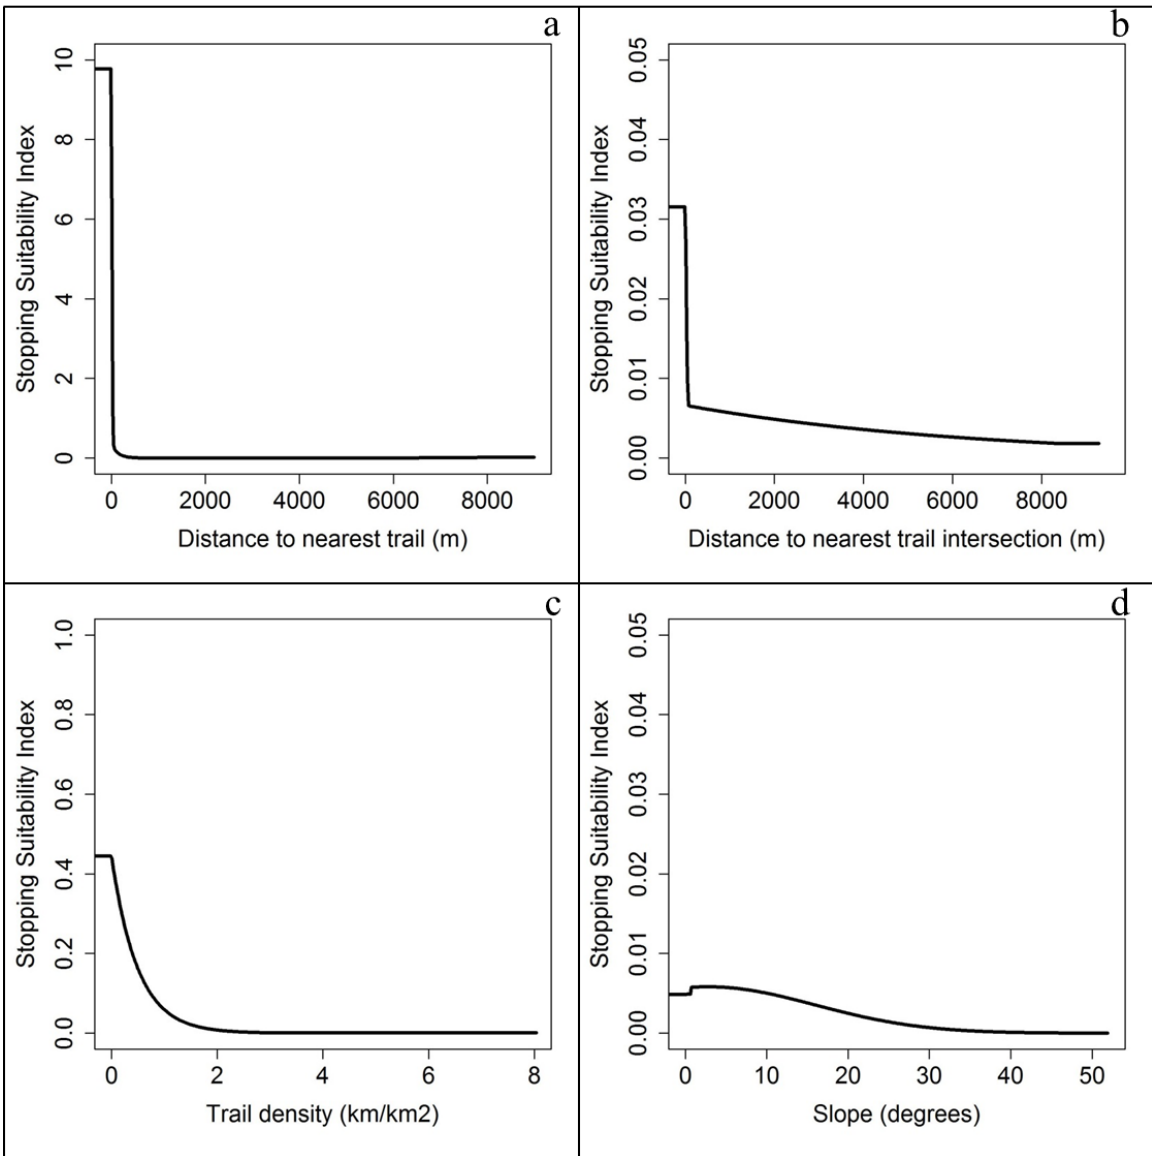 a
Stopping Suitability Index
10
8
6
4
2
0
0 2000 4000 6000 8000
Distance to nearest trail (m)
b
Stopping Suitability Index
0.05
0.04
0.03
0.02
0.01
0.00
0 2000 4000 6000 8000
Distance to nearest trail intersection (m)
c
Stopping Suitability Index
1.0
0.8
0.6
0.4
0.2
0.0
0 2 4 6 8
Trail density (km/km2)
d
Stopping Suitability Index
0.05
0.04
0.03
0.02
0.01
0.00
0 10 20 30 40 50
Slope (degrees)